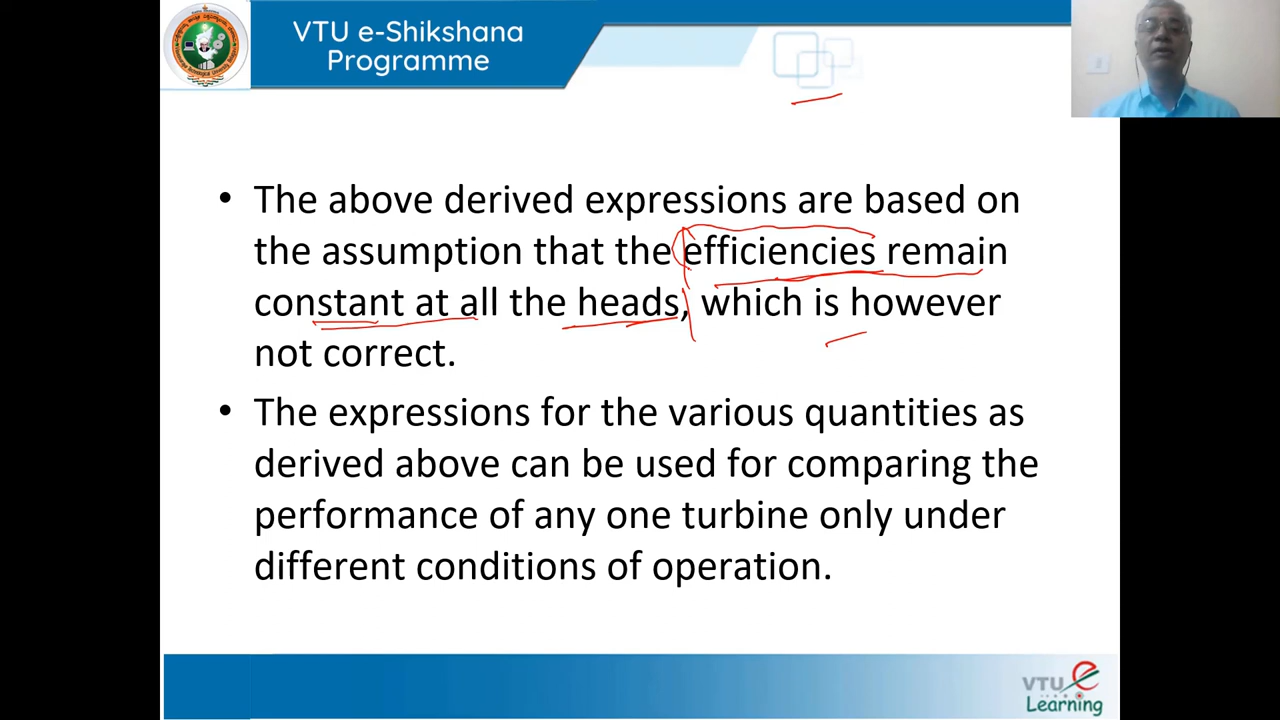 VTU e-Shikshana
Programme
• The above derived expressions are based on
the assumption that the efficiencies remain
constant at all the heads, which is however
not correct.
• The expressions for the various quantities as
derived above can be used for comparing the
performance of any one turbine only under
different conditions of operation.
VTU e
Learning